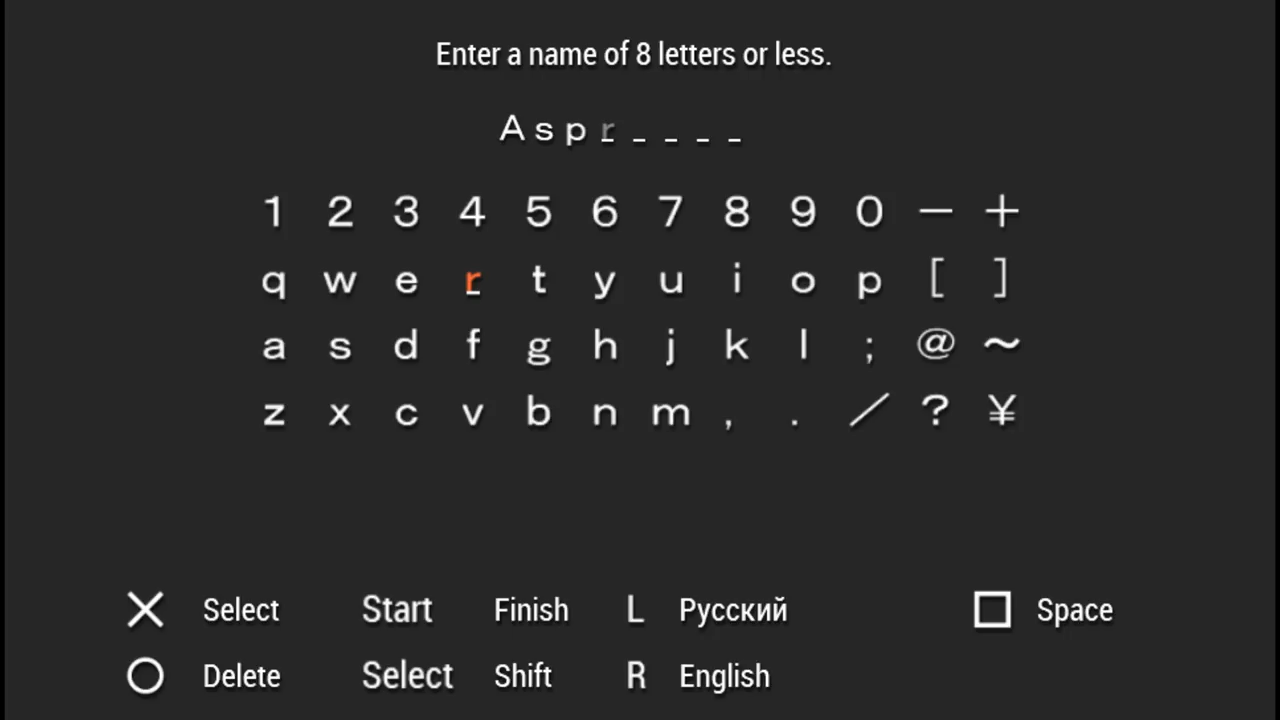 Enter a name of 8 letters or less.
Aspr____
1 2 3 4 5 6 7 8 9 0 − +
q w e r t y u i o p [ ]
a s d f g h j k l ; @ ~
z x c v b n m , . / ? ¥
Select Start Finish L Русский Space
Delete Select Shift R English